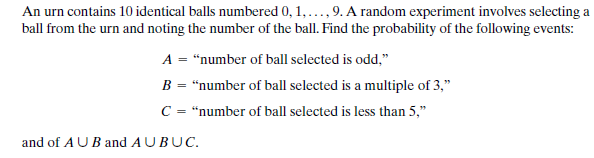 An urn contains 10 identical balls numbered 0, 1, . . . , 9. A random experiment involves selecting a
ball from the urn and noting the number of the ball. Find the probability of the following events:
A = “number of ball selected is odd,”
B = “number of ball selected is a multiple of 3,”
C = “number of ball selected is less than 5,”
and of A ∪ B and A ∪ B ∪ C.